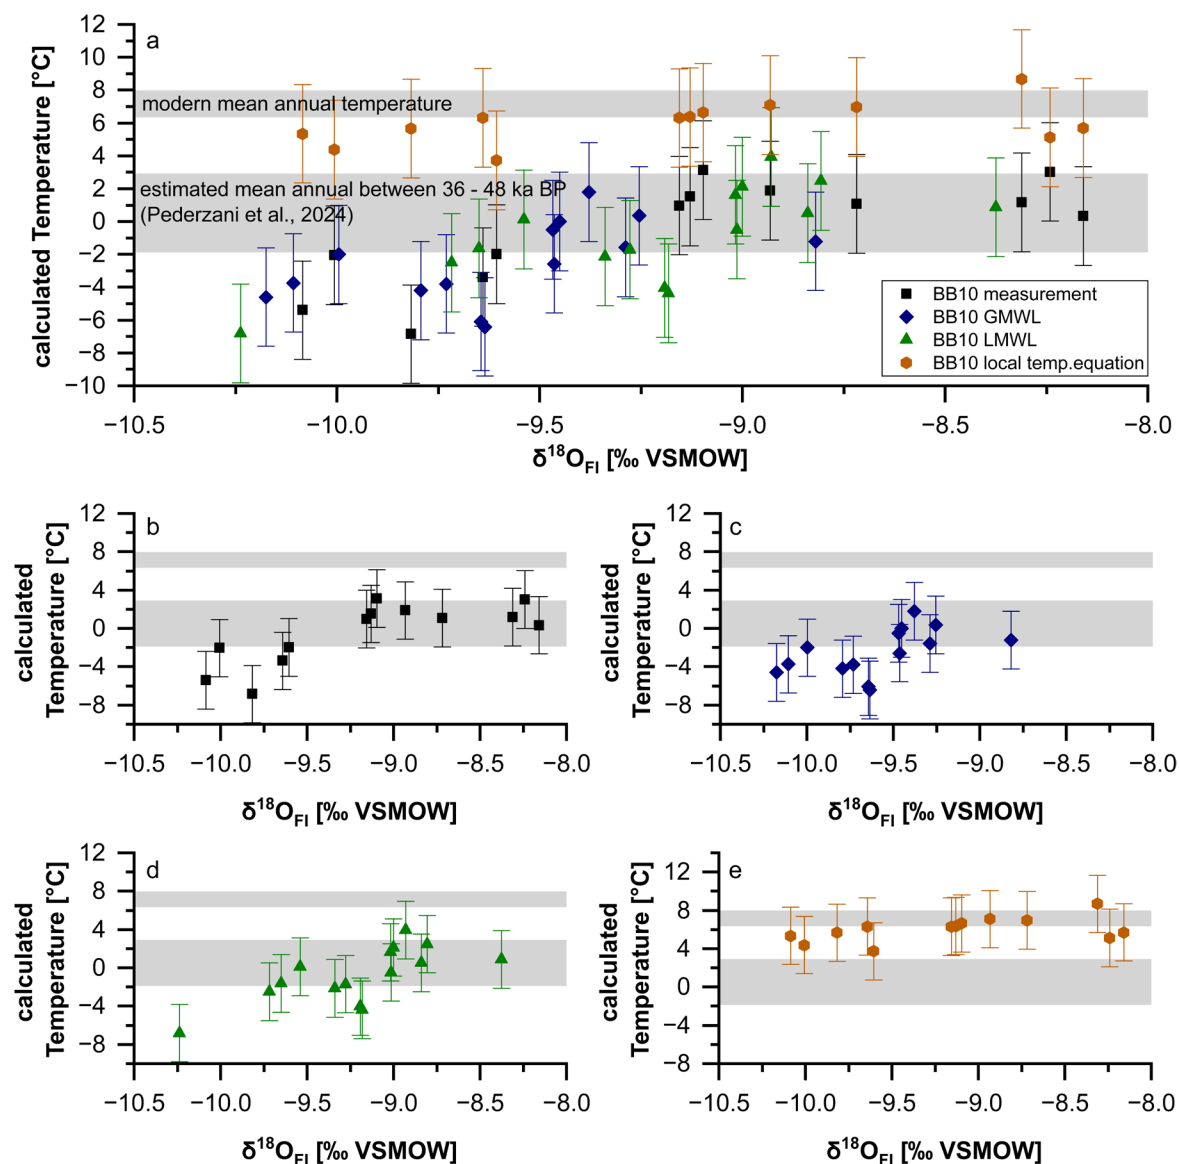 a
12
10
8
6
4
2
0
−2
−4
−6
−8
−10
calculated Temperature [°C]
modern mean annual temperature
estimated mean annual between 36 - 48 ka BP
(Pederzani et al., 2024)
BB10 measurement
BB10 GMWL
BB10 LMWL
BB10 local temp.equation
−10.5 −10.0 −9.5 −9.0 −8.5 −8.0
δ¹⁸O_FI [‰ VSMOW]
b
12
8
4
0
−4
−8
calculated
Temperature [°C]
−10.5 −10.0 −9.5 −9.0 −8.5 −8.0
δ¹⁸O_FI [‰ VSMOW]
c
12
8
4
0
−4
−8
calculated
Temperature [°C]
−10.5 −10.0 −9.5 −9.0 −8.5 −8.0
δ¹⁸O_FI [‰ VSMOW]
d
12
8
4
0
−4
−8
calculated
Temperature [°C]
−10.5 −10.0 −9.5 −9.0 −8.5 −8.0
δ¹⁸O_FI [‰ VSMOW]
e
12
8
4
0
−4
−8
calculated
Temperature [°C]
−10.5 −10.0 −9.5 −9.0 −8.5 −8.0
δ¹⁸O_FI [‰ VSMOW]